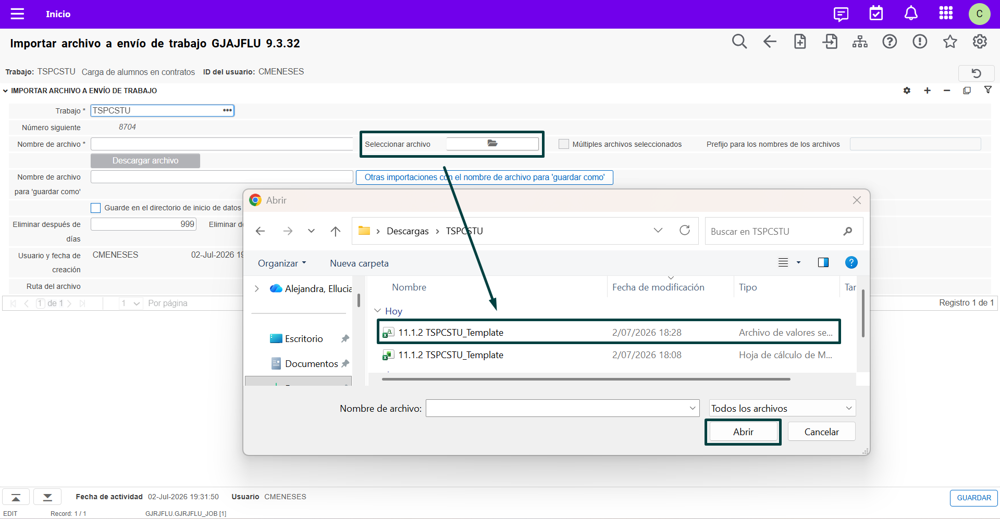 Inicio
C
Importar archivo a envío de trabajo GJAJFLU 9.3.32
Trabajo: TSPCSTU Carga de alumnos en contratos ID del usuario: CMENESES
IMPORTAR ARCHIVO A ENVÍO DE TRABAJO
Trabajo * TSPCSTU
Número siguiente 8704
Nombre de archivo * Seleccionar archivo Múltiples archivos seleccionados Prefijo para los nombres de los archivos
Descargar archivo
Nombre de archivo
para 'guardar como'
Otras importaciones con el nombre de archivo para 'guardar como'
Guarde en el directorio de inicio de datos
Eliminar después de
días
999
Eliminar
Usuario y fecha de
creación
CMENESES 02-Jul-2026
Ruta del archivo
1 de 1 1 Por página
Registro 1 de 1
Abrir
Descargas TSPCSTU
Buscar en TSPCSTU
Organizar Nueva carpeta
Alejandra, Ellucia
Escritorio
Documentos
Nombre Fecha de modificación Tipo Tar
Hoy
11.1.2 TSPCSTU_Template 2/07/2026 18:28 Archivo de valores se...
11.1.2 TSPCSTU_Template 2/07/2026 18:08 Hoja de cálculo de M...
Nombre de archivo: Todos los archivos
Abrir Cancelar
Fecha de actividad 02-Jul-2026 19:31:50 Usuario CMENESES
GUARDAR
EDIT Record: 1 / 1 GJRJFLU.GJRJFLU_JOB [1]